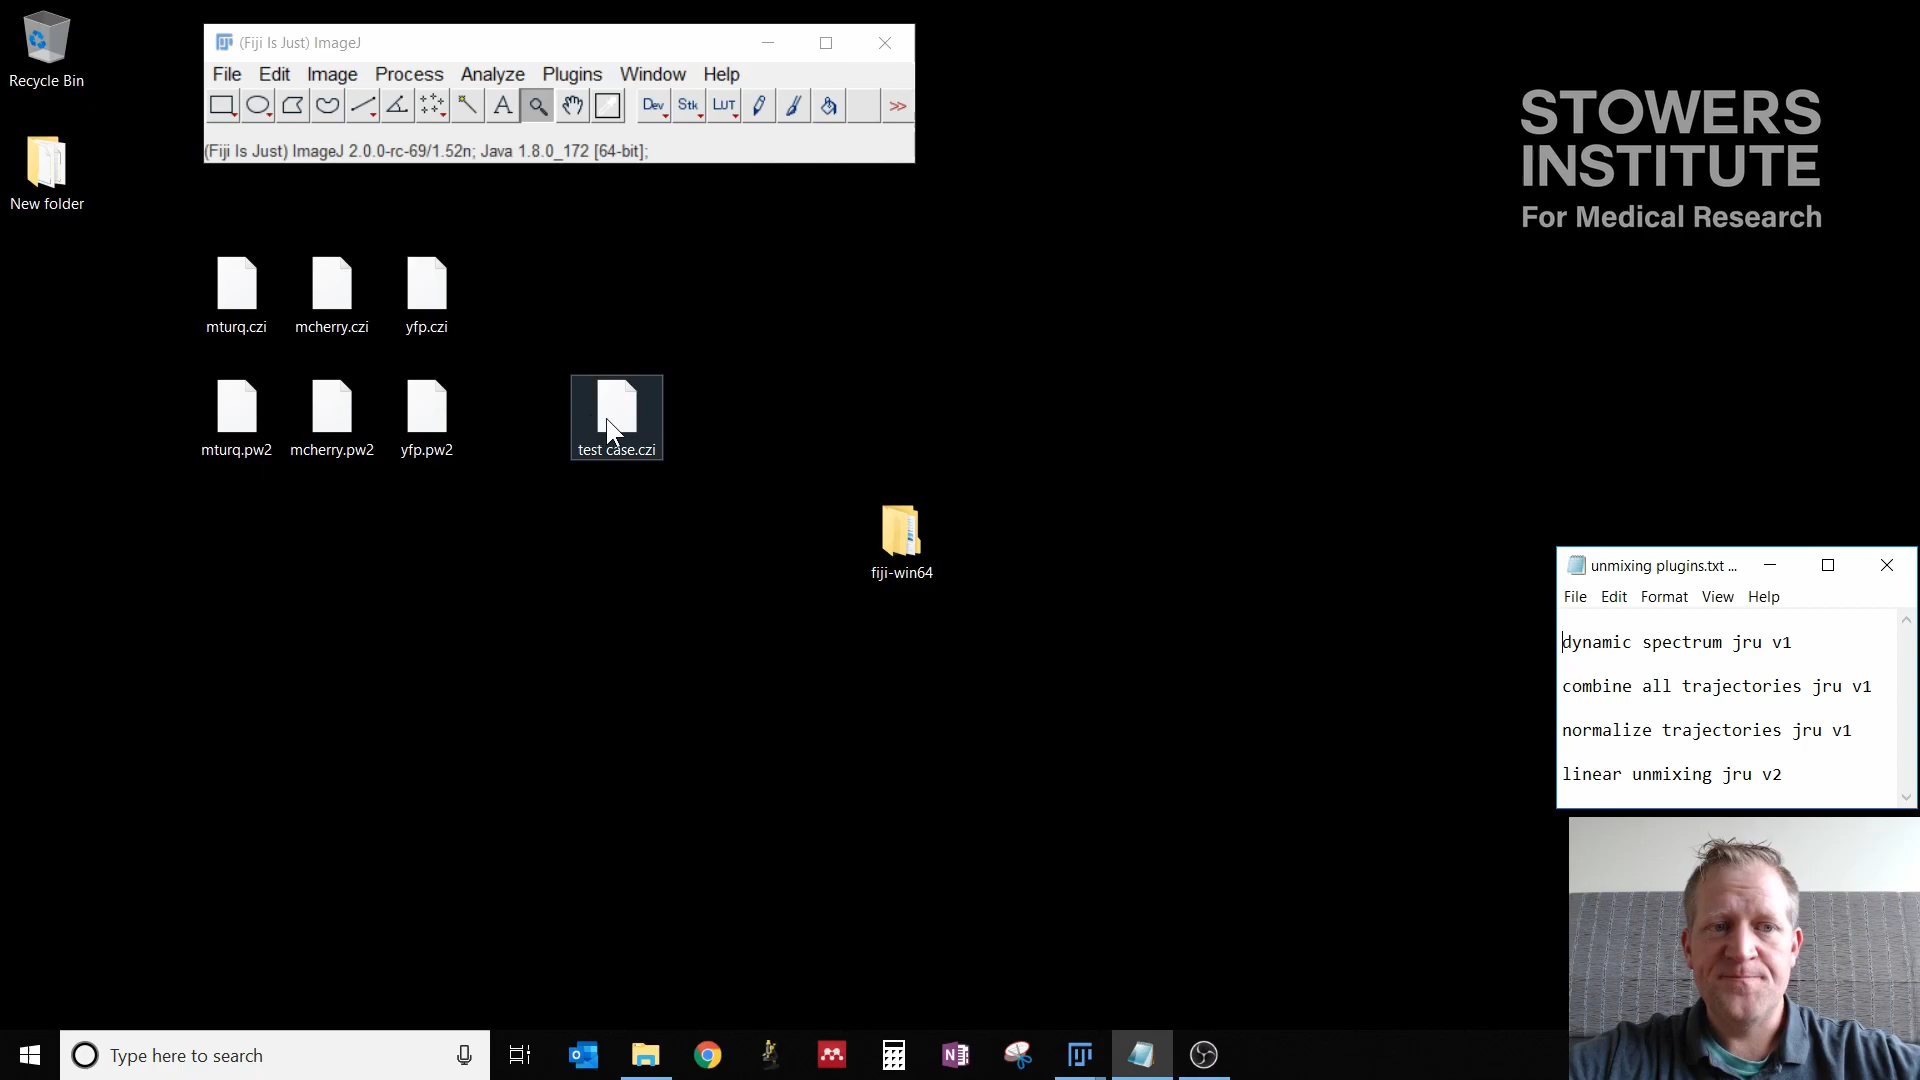 Recycle Bin
New folder
(Fiji Is Just) ImageJ
File Edit Image Process Analyze Plugins Window Help
A Dev Stk LUT >>
(Fiji Is Just) ImageJ 2.0.0-rc-69/1.52n; Java 1.8.0_172 [64-bit];
STOWERS
INSTITUTE
For Medical Research
mturq.czi mcherry.czi yfp.czi
mturq.pw2 mcherry.pw2 yfp.pw2 test case.czi
fiji-win64
unmixing plugins.txt ...
File Edit Format View Help
dynamic spectrum jru v1
combine all trajectories jru v1
normalize trajectories jru v1
linear unmixing jru v2
Type here to search